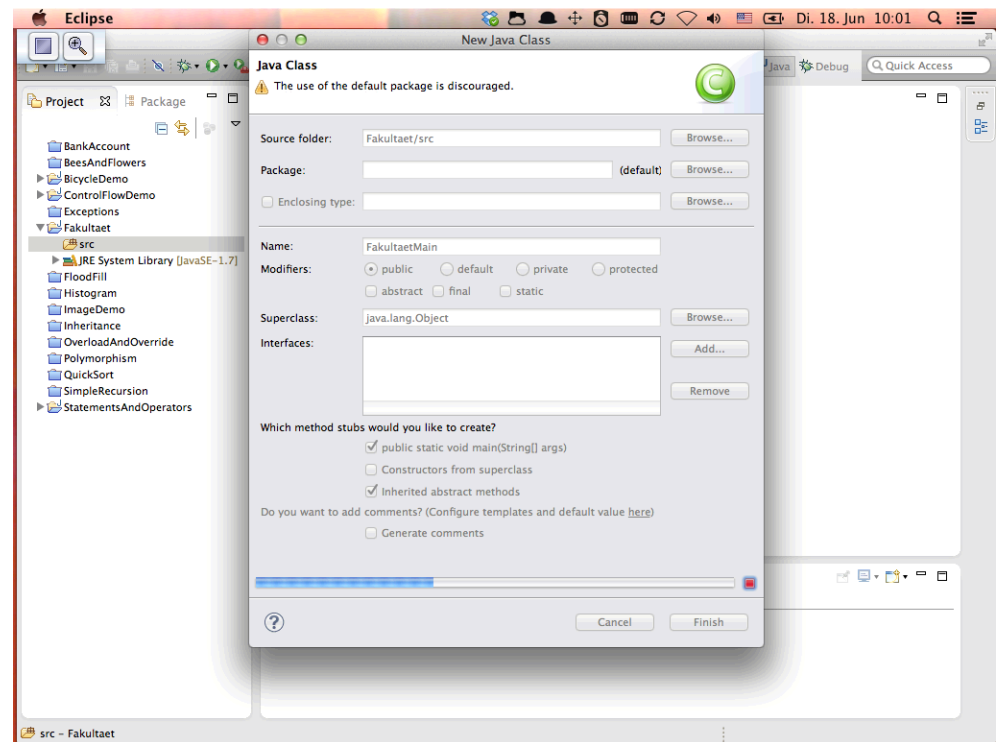 Eclipse
Di. 18. Jun 10:01
New Java Class
Java
Debug
Quick Access
Java Class
The use of the default package is discouraged.
Project
Package
Source folder:
Fakultaet/src
Browse...
Package:
(default)
Browse...
Enclosing type:
Browse...
Name:
FakultaetMain
Modifiers:
public
default
private
protected
abstract
final
static
Superclass:
java.lang.Object
Browse...
Interfaces:
Add...
Remove
Which method stubs would you like to create?
public static void main(String[] args)
Constructors from superclass
Inherited abstract methods
Do you want to add comments? (Configure templates and default value here)
Generate comments
Cancel
Finish
BankAccount
BeesAndFlowers
BicycleDemo
ControlFlowDemo
Exceptions
Fakultaet
src
JRE System Library [JavaSE-1.7]
FloodFill
Histogram
ImageDemo
Inheritance
OverloadAndOverride
Polymorphism
QuickSort
SimpleRecursion
StatementsAndOperators
src - Fakultaet